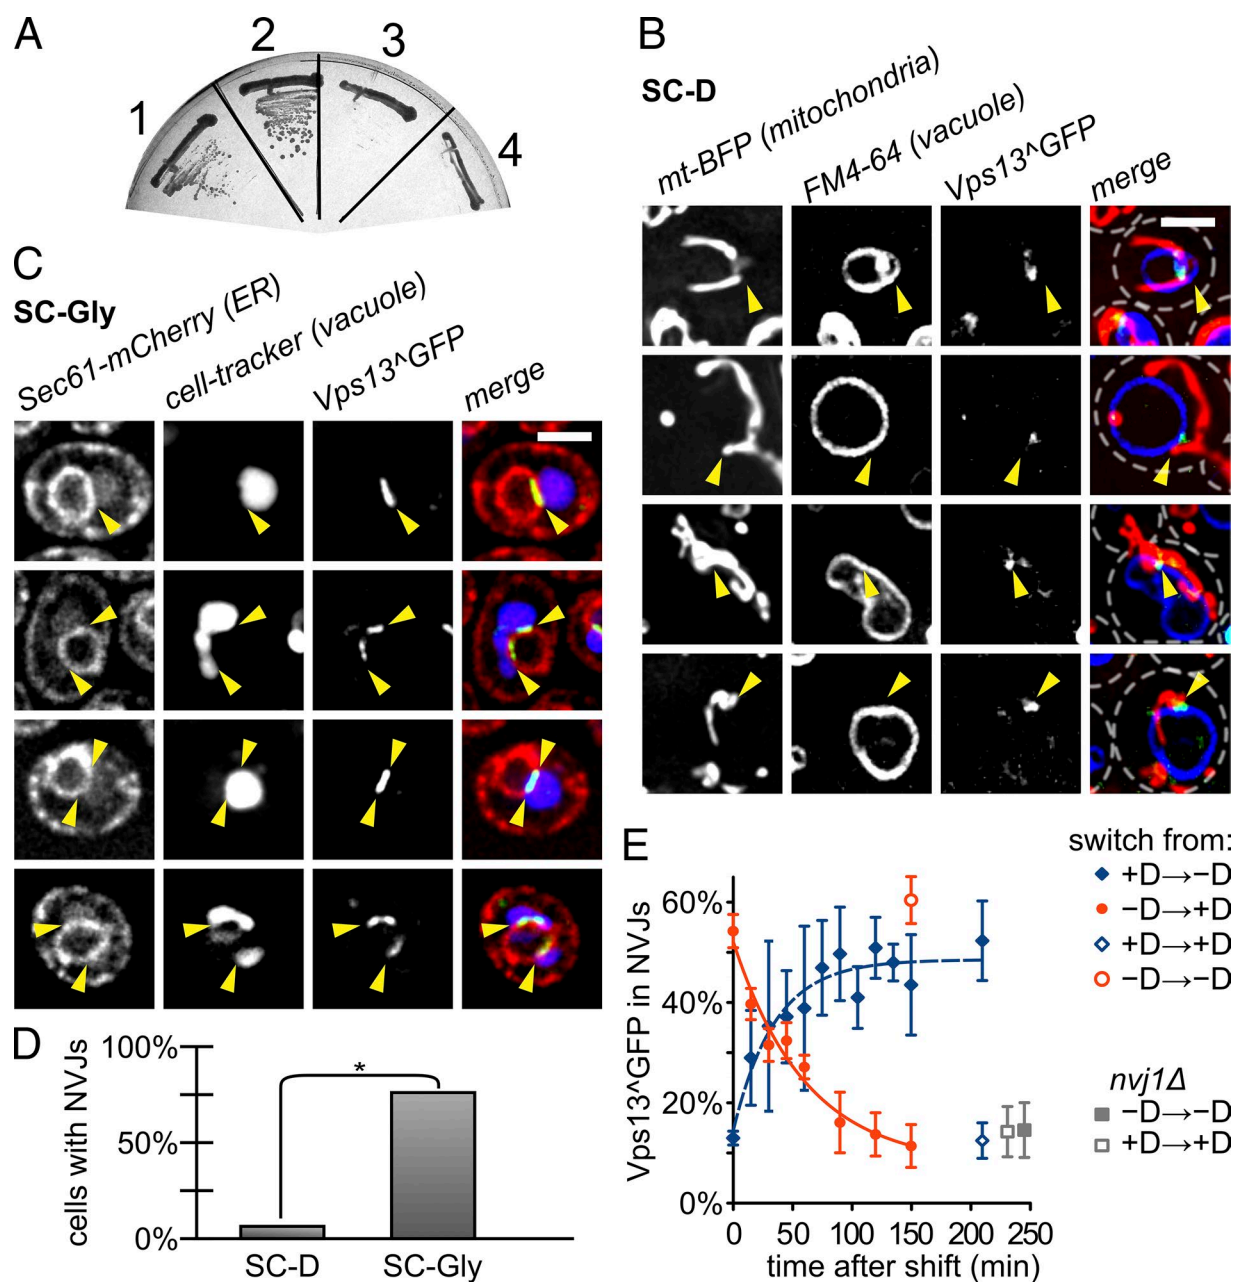 A
1
2
3
4
B
SC-D
mt-BFP (mitochondria)
FM4-64 (vacuole)
Vps13^GFP
merge
C
SC-Gly
Sec61-mCherry (ER)
cell-tracker (vacuole)
Vps13^GFP
merge
D
cells with NVJs
100%
50%
0%
*
SC-D
SC-Gly
E
Vps13^GFP in NVJs
60%
40%
20%
0%
0 50 100 150 200 250
time after shift (min)
switch from:
+D→−D
−D→+D
+D→+D
−D→−D
nvj1Δ
−D→−D
+D→+D